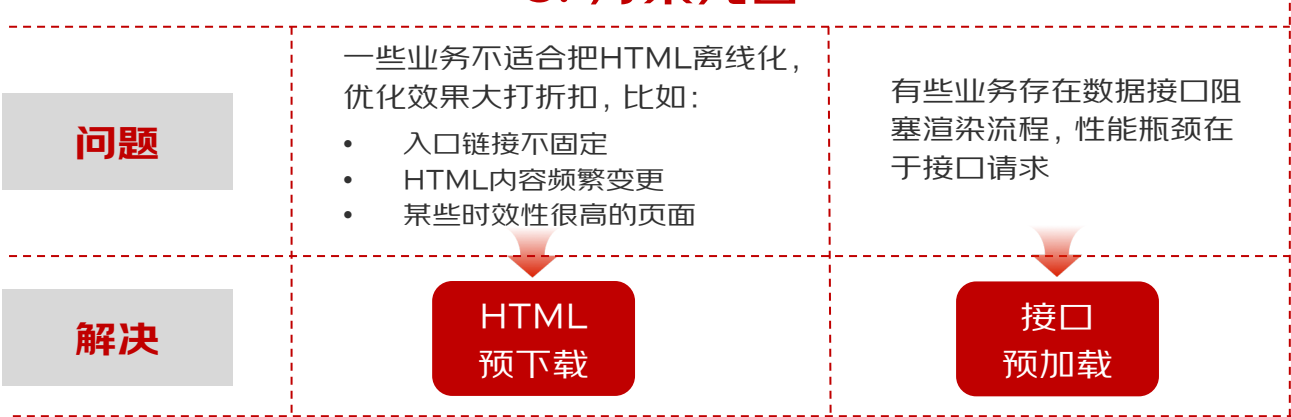 问题
一些业务不适合把HTML离线化，
优化效果大打折扣，比如：
• 入口链接不固定
• HTML内容频繁变更
• 某些时效性很高的页面
有些业务存在数据接口阻
塞渲染流程，性能瓶颈在
于接口请求
解决
HTML
预下载
接口
预加载